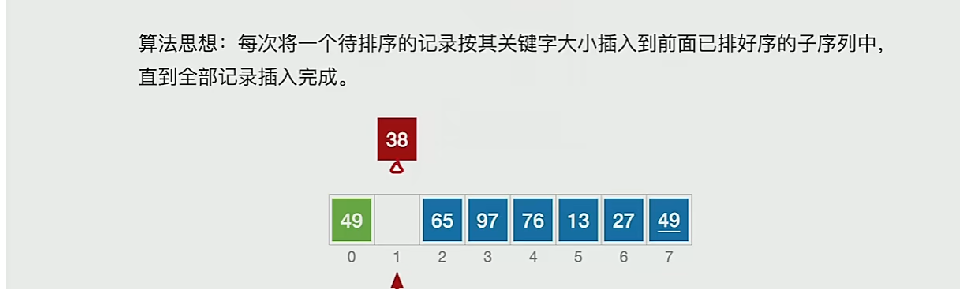 算法思想：每次将一个待排序的记录按其关键字大小插入到前面已排好序的子序列中，
直到全部记录插入完成。
38
49 65 97 76 13 27 49
0 1 2 3 4 5 6 7